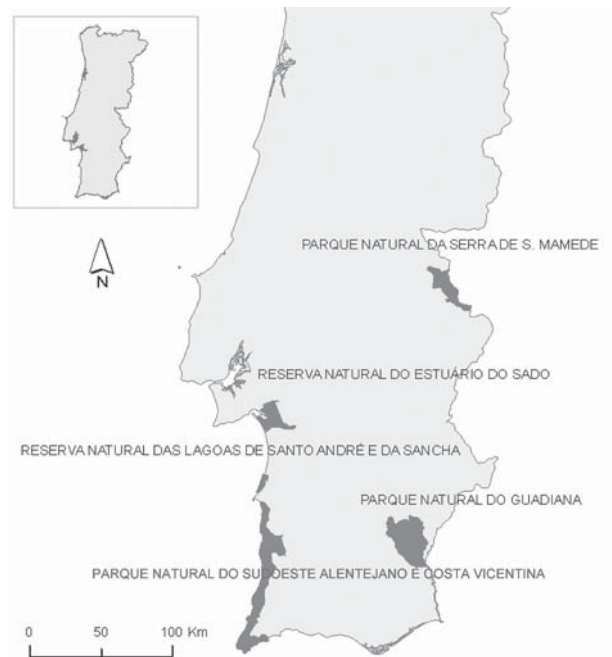 PARQUE NATURAL DA SERRA DE S. MAMEDE
N
RESERVA NATURAL DO ESTUÁRIO DO SADO
RESERVA NATURAL DAS LAGOAS DE SANTO ANDRÉ E DA SANCHA
PARQUE NATURAL DO GUADIANA
PARQUE NATURAL DO SUDOESTE ALENTEJANO E COSTA VICENTINA
0 50 100 Km